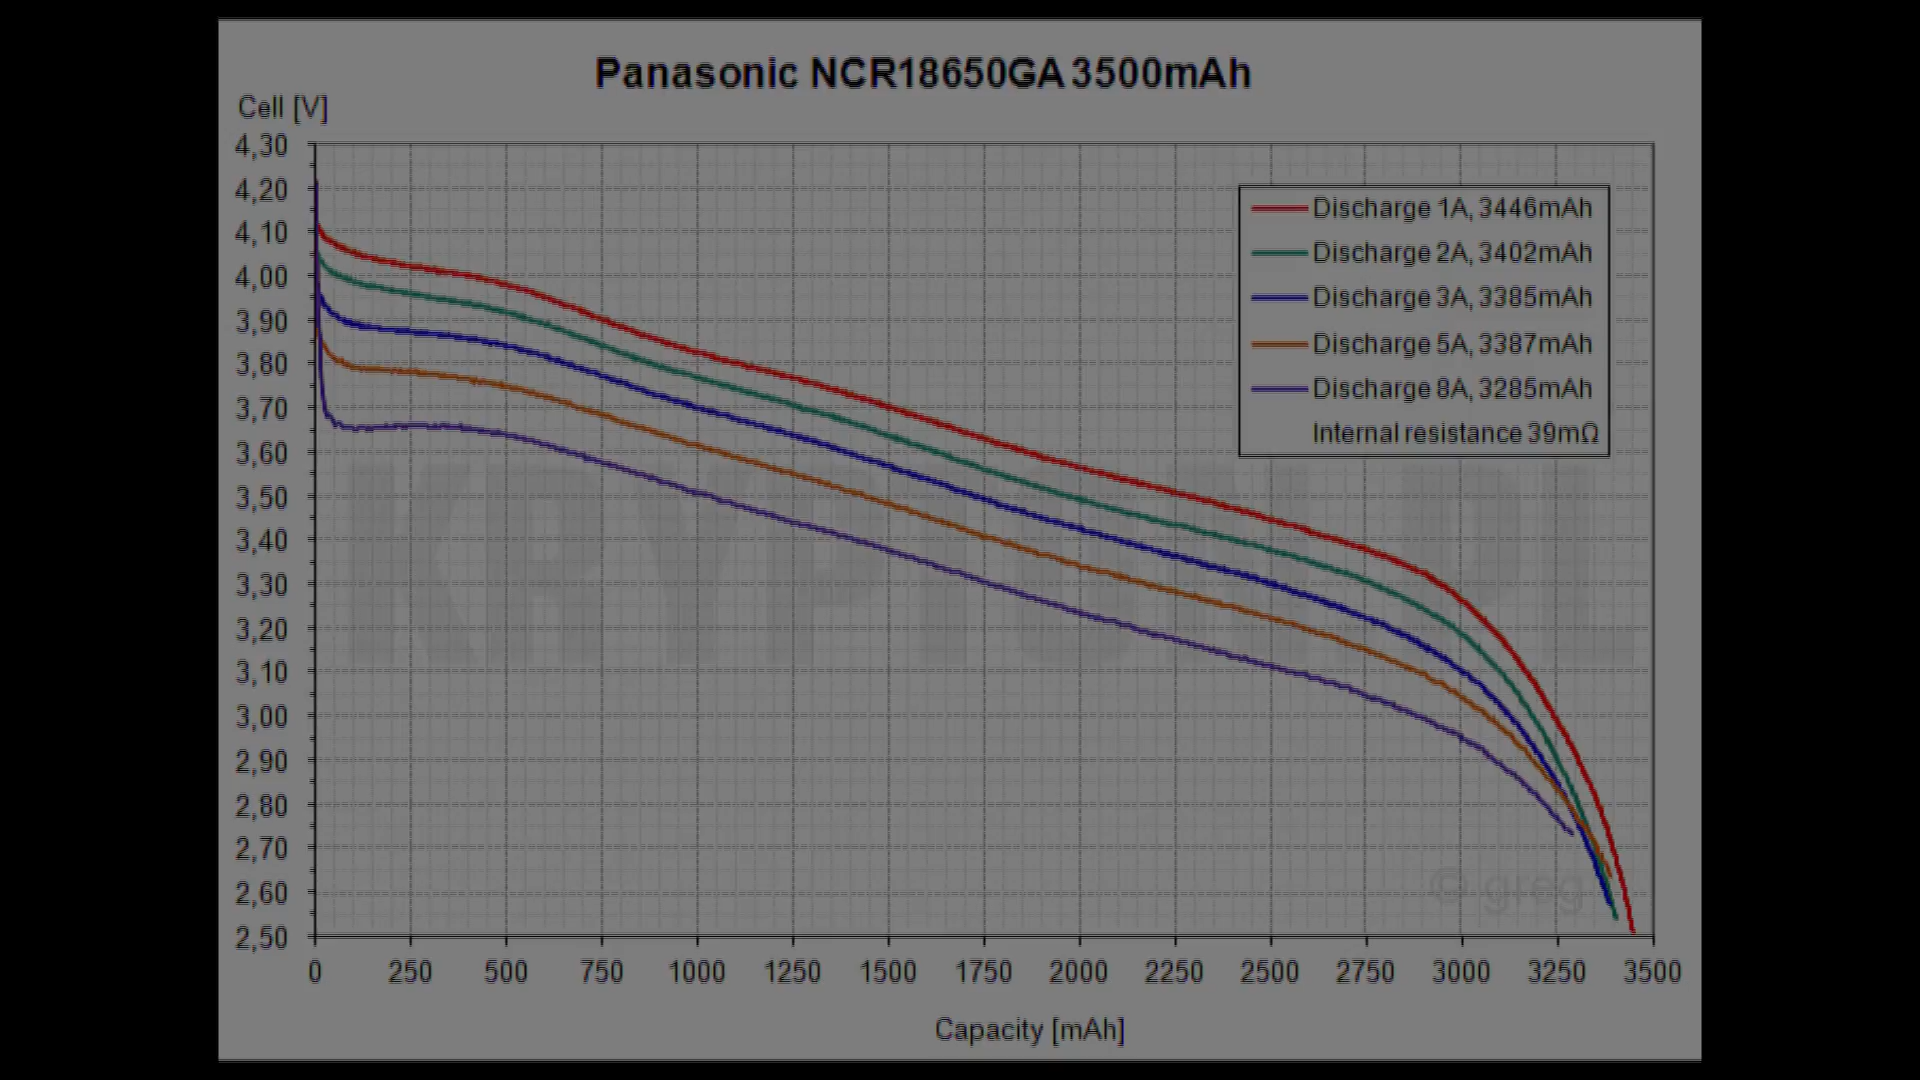 Panasonic NCR18650GA 3500mAh
Cell [V]
4,30
4,20
4,10
4,00
3,90
3,80
3,70
3,60
3,50
3,40
3,30
3,20
3,10
3,00
2,90
2,80
2,70
2,60
2,50
Discharge 1A, 3446mAh
Discharge 2A, 3402mAh
Discharge 3A, 3385mAh
Discharge 5A, 3387mAh
Discharge 8A, 3285mAh
Internal resistance 39mΩ
© greg
0 250 500 750 1000 1250 1500 1750 2000 2250 2500 2750 3000 3250 3500
Capacity [mAh]